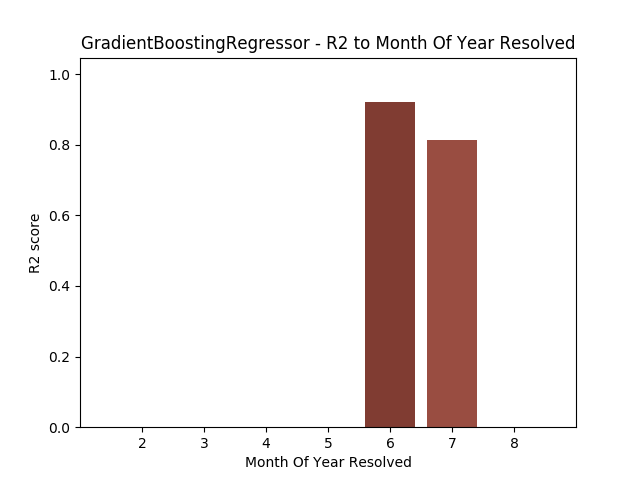 GradientBoostingRegressor - R2 to Month Of Year Resolved
1.0
0.8
0.6
0.4
0.2
0.0
R2 score
2 3 4 5 6 7 8
Month Of Year Resolved